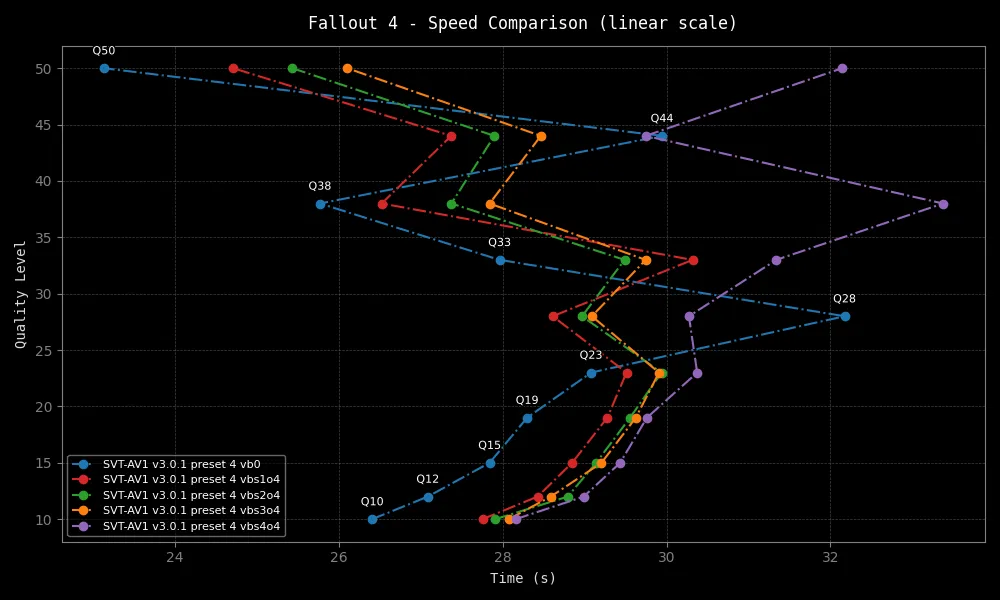 Fallout 4 - Speed Comparison (linear scale)
Q50
50
Q44
45
40
Q38
35
Q33
Quality Level
30
Q28
25
Q23
20
Q19
15
Q15
Q12
10
Q10
SVT-AV1 v3.0.1 preset 4 vb0
SVT-AV1 v3.0.1 preset 4 vbs1o4
SVT-AV1 v3.0.1 preset 4 vbs2o4
SVT-AV1 v3.0.1 preset 4 vbs3o4
SVT-AV1 v3.0.1 preset 4 vbs4o4
24 26 28 30 32
Time (s)